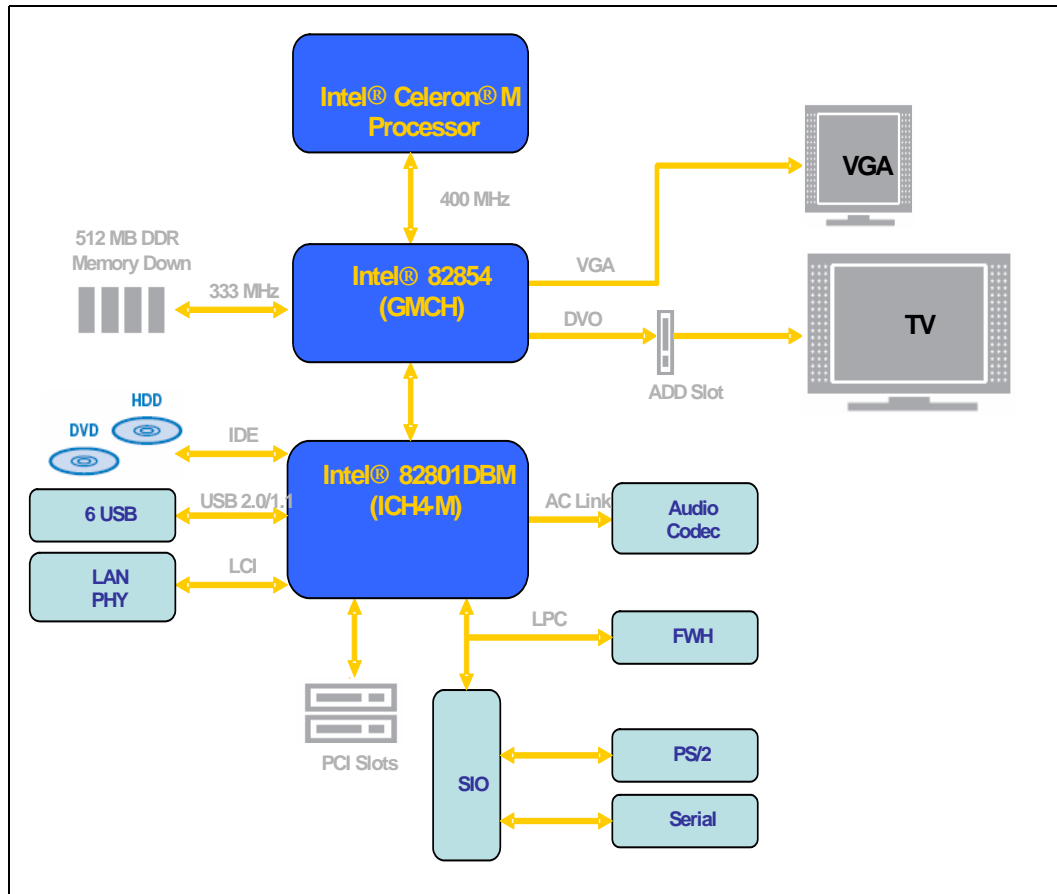 Intel® Celeron® M
Processor
400 MHz
VGA
512 MB DDR
Memory Down
333 MHz
Intel® 82854
(GMCH)
VGA
DVO
ADD Slot
TV
HDD
DVD
IDE
Intel® 82801DBM
(ICH4-M)
6 USB
USB 2.0/1.1
AC Link
Audio
Codec
LAN
PHY
LCI
LPC
FWH
PCI Slots
SIO
PS/2
Serial